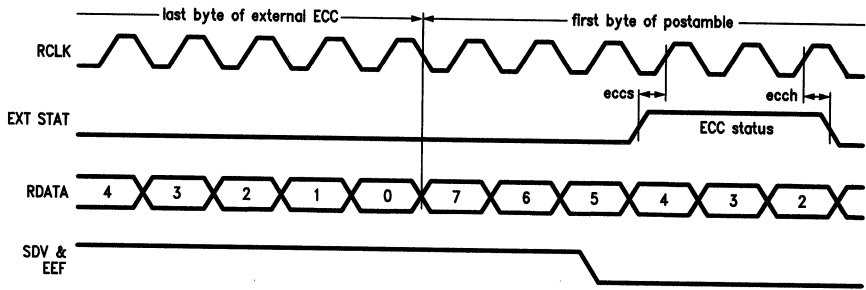 last byte of external ECC first byte of postamble
RCLK
eccs ecch
EXT STAT ECC status
RDATA 4 3 2 1 0 7 6 5 4 3 2
SDV &
EEF